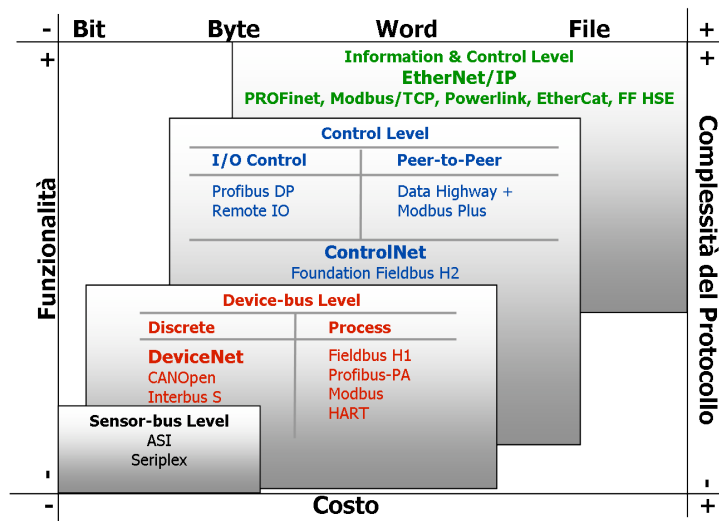 - Bit Byte Word File +
+ +
Information & Control Level
EtherNet/IP
PROFinet, Modbus/TCP, Powerlink, EtherCat, FF HSE
Control Level
I/O Control Peer-to-Peer
Profibus DP Data Highway +
Remote IO Modbus Plus
ControlNet
Foundation Fieldbus H2
Funzionalità
Complessità del Protocollo
Device-bus Level
Discrete Process
DeviceNet Fieldbus H1
CANOpen Profibus-PA
Interbus S Modbus
HART
Sensor-bus Level
ASI
Seriplex
- -
- Costo +